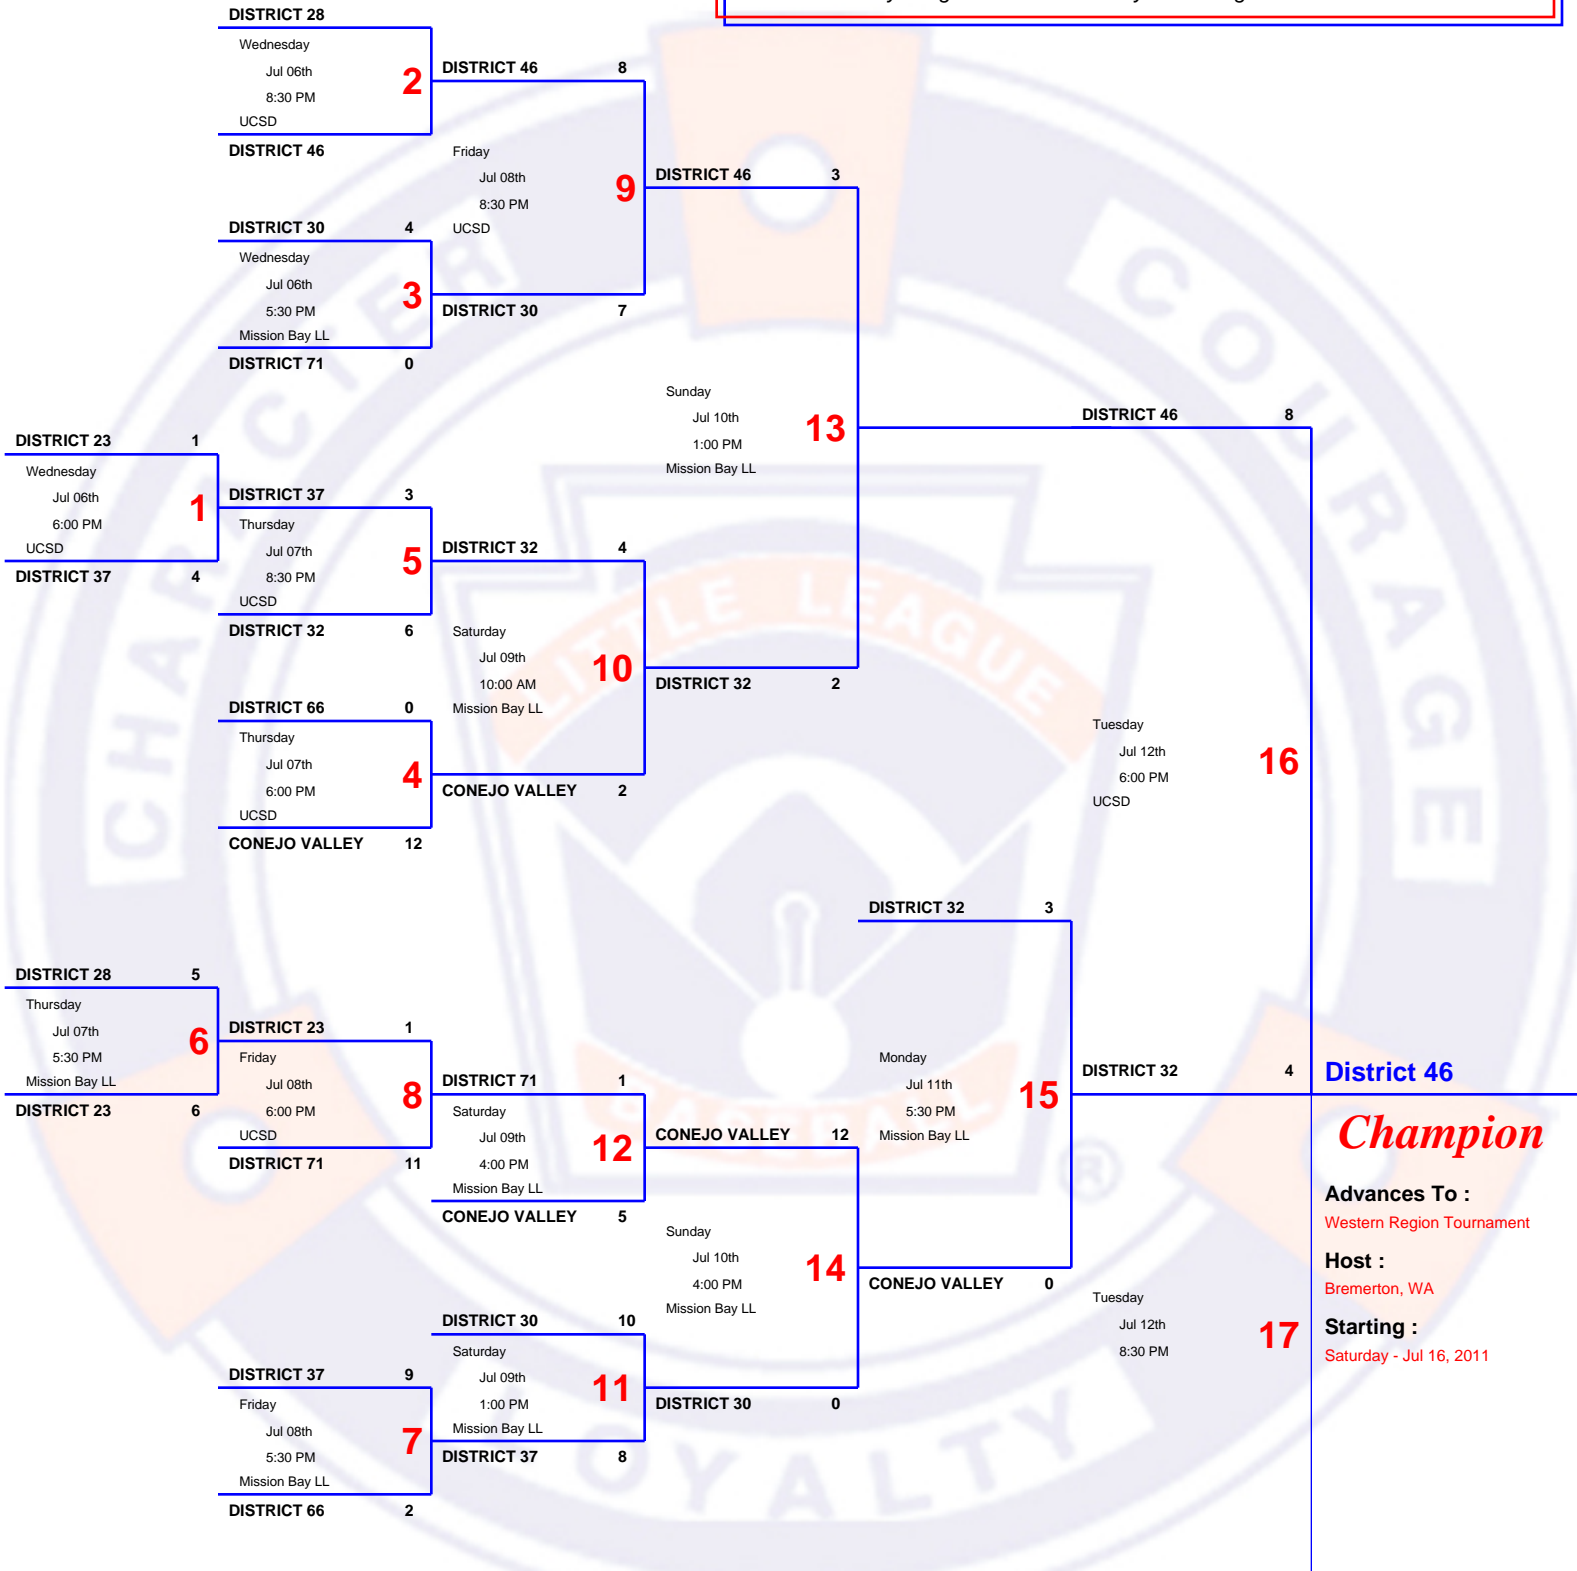 DISTRICT 28
Wednesday
Jul 06th
8:30 PM
UCSD
2
DISTRICT 46
DISTRICT 46 8
Friday
Jul 08th
8:30 PM
UCSD
9
DISTRICT 30 4
Wednesday
Jul 06th
5:30 PM
Mission Bay LL
3
DISTRICT 71 0
DISTRICT 30 7
DISTRICT 46 3
Sunday
Jul 10th
1:00 PM
Mission Bay LL
13
DISTRICT 46 8
DISTRICT 23 1
Wednesday
Jul 06th
6:00 PM
UCSD
1
DISTRICT 37 4
DISTRICT 37 3
Thursday
Jul 07th
8:30 PM
UCSD
5
DISTRICT 32 6
DISTRICT 32 4
Saturday
Jul 09th
10:00 AM
Mission Bay LL
10
DISTRICT 32 2
DISTRICT 66 0
Thursday
Jul 07th
6:00 PM
UCSD
4
CONEJO VALLEY 12
CONEJO VALLEY 2
Tuesday
Jul 12th
6:00 PM
UCSD
16
DISTRICT 32 3
DISTRICT 28 5
Thursday
Jul 07th
5:30 PM
Mission Bay LL
6
DISTRICT 23 6
DISTRICT 23 1
Friday
Jul 08th
6:00 PM
UCSD
8
DISTRICT 71 11
DISTRICT 71 1
Saturday
Jul 09th
4:00 PM
Mission Bay LL
12
CONEJO VALLEY 5
CONEJO VALLEY 12
Monday
Jul 11th
5:30 PM
Mission Bay LL
15
DISTRICT 32 4
District 46
Champion
Advances To :
Western Region Tournament
Host :
Bremerton, WA
Starting :
Saturday - Jul 16, 2011
Sunday
Jul 10th
4:00 PM
Mission Bay LL
14
CONEJO VALLEY 0
Tuesday
Jul 12th
8:30 PM
17
DISTRICT 30 10
Saturday
Jul 09th
1:00 PM
Mission Bay LL
11
DISTRICT 30 0
DISTRICT 37 9
Friday
Jul 08th
5:30 PM
Mission Bay LL
7
DISTRICT 66 2
DISTRICT 37 8
CHARACTER
COURAGE
LOYALTY
LITTLE LEAGUE
BASEBALL
®